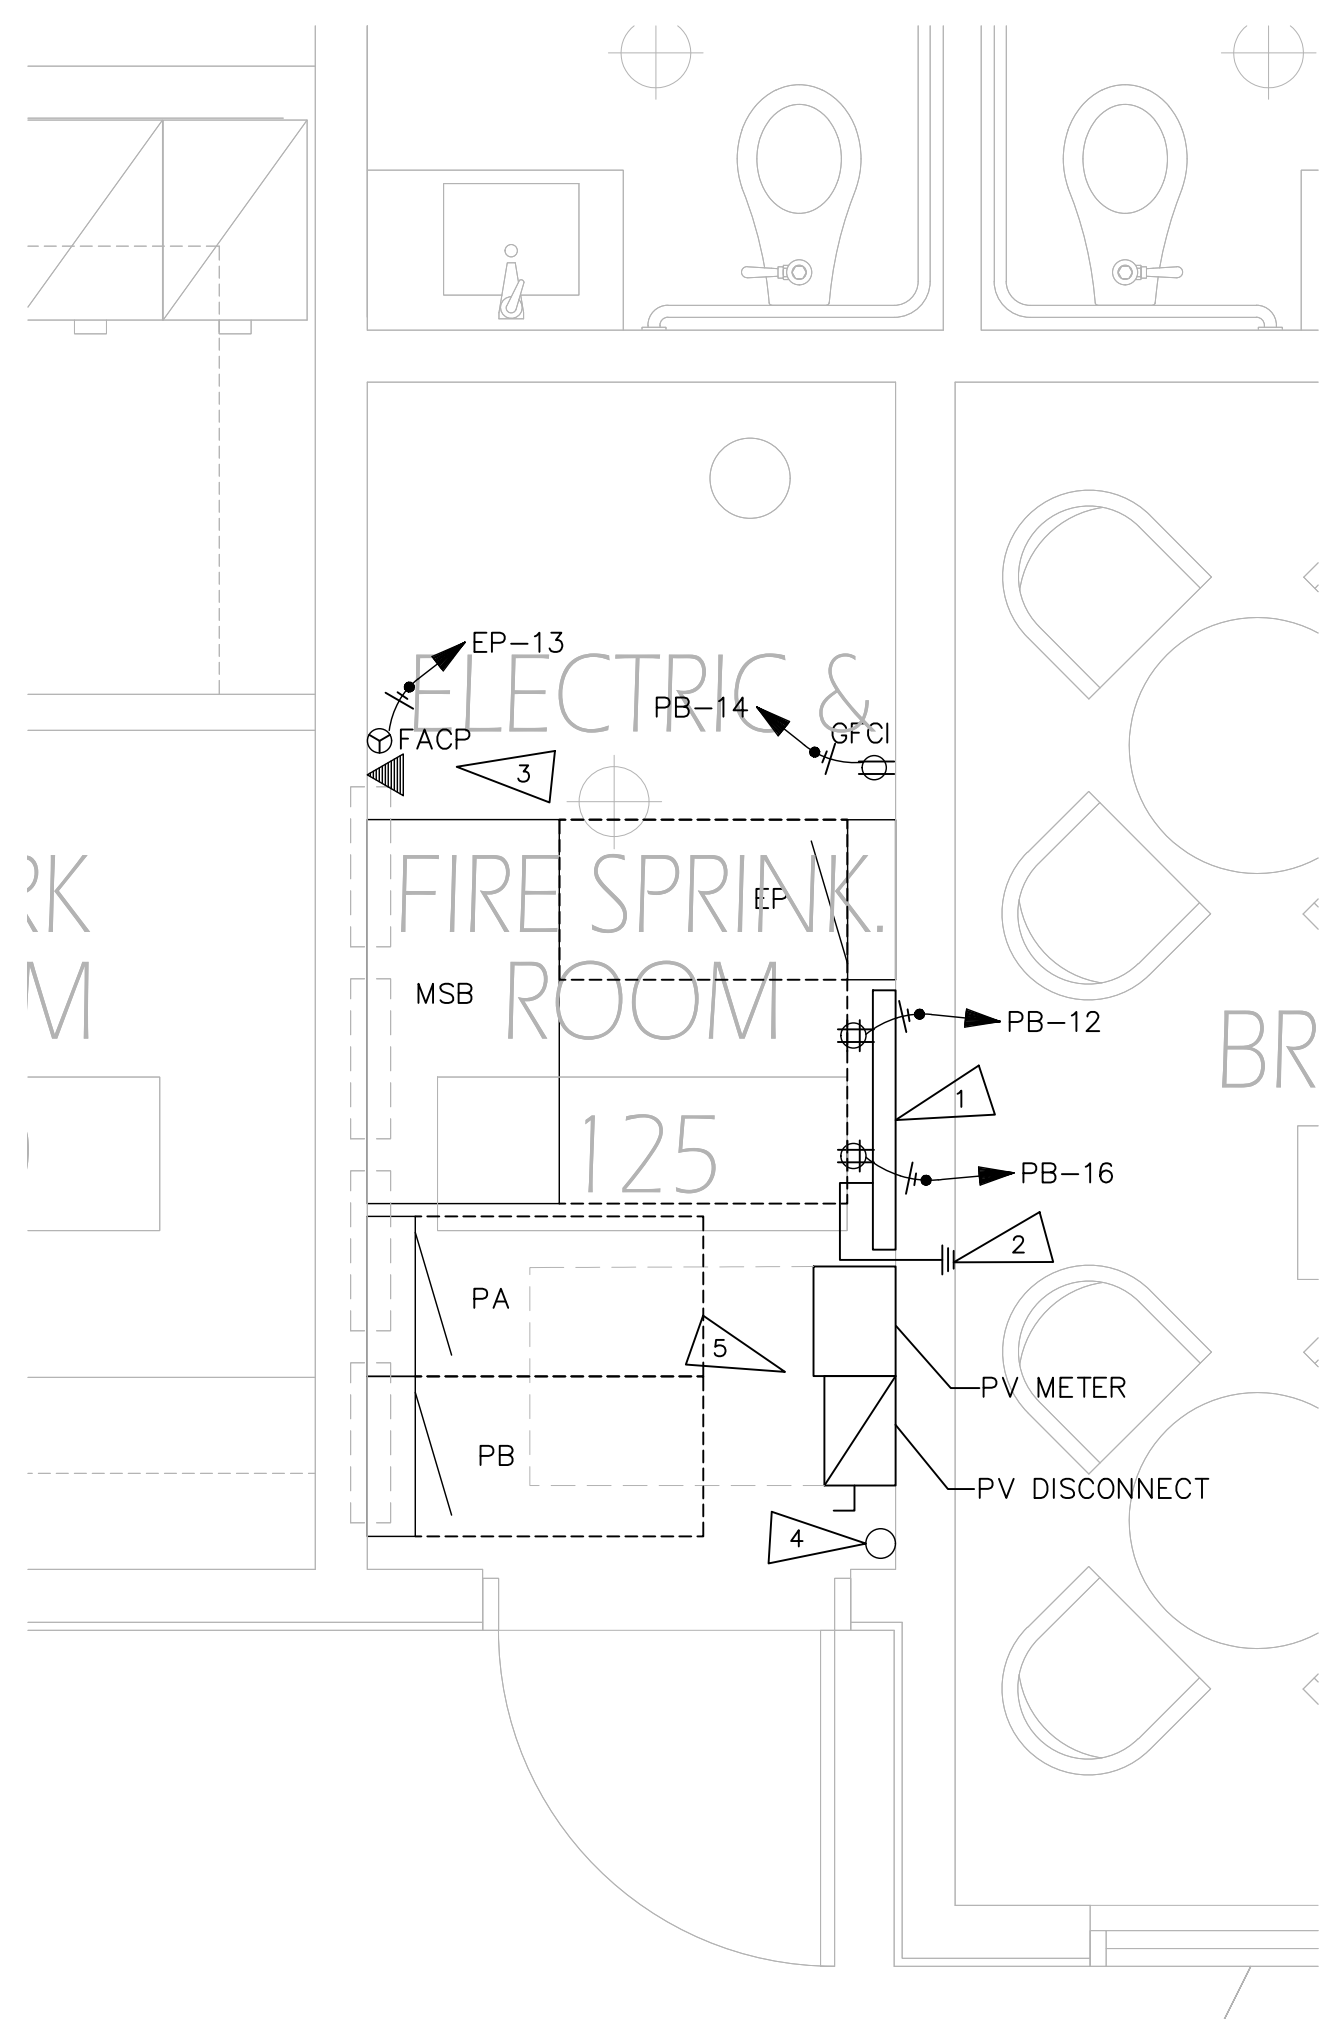 EP-13
ELECTRIC &
PB-14
GFCI
FACP
3
FIRE SPRINK.
EP
RK
ROOM
MSB
OM
PB-12
BR
1
125
PB-16
2
PA
5
PV METER
PB
PV DISCONNECT
4